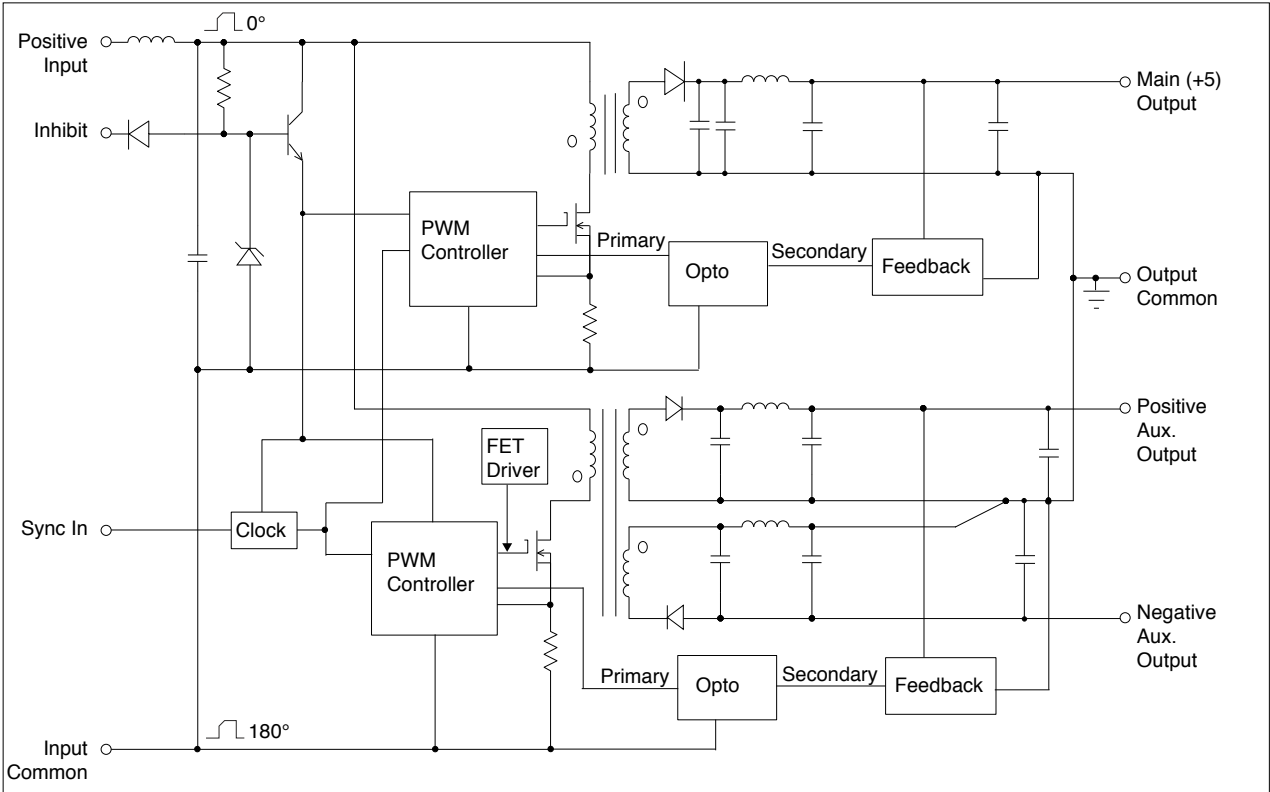 0°
Positive
Input
Main (+5)
Output
Inhibit
PWM
Controller
Primary
Opto
Secondary
Feedback
Output
Common
Positive
Aux.
Output
FET
Driver
Sync In
Clock
PWM
Controller
Negative
Aux.
Output
Primary
Opto
Secondary
Feedback
180°
Input
Common